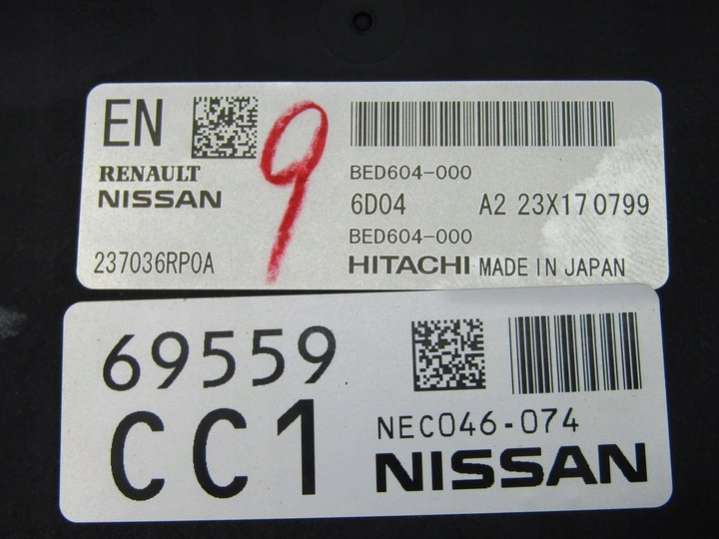 EN
RENAULT
NISSAN
237036RP0A
9
BED604-000
6D04 A2 23X17 0799
BED604-000
HITACHI MADE IN JAPAN
69559
CC1
NEC046-074
NISSAN